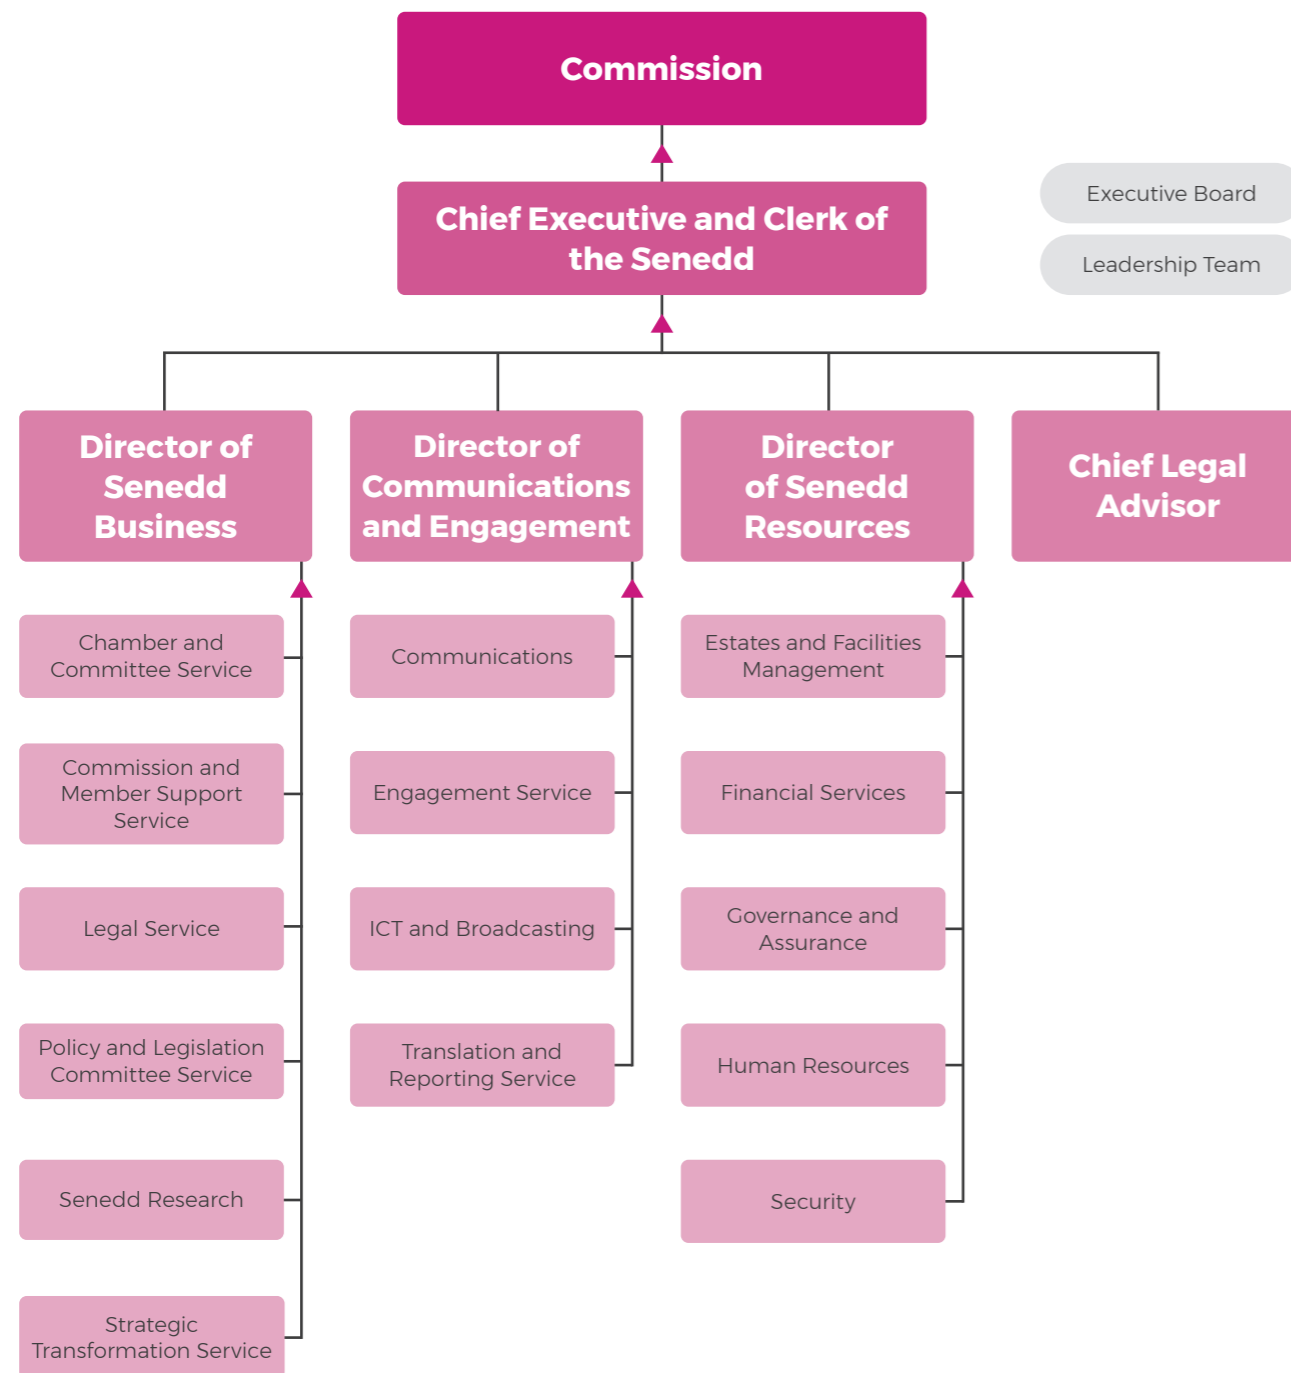 Commission
Chief Executive and Clerk of
the Senedd
Executive Board
Leadership Team
Director of
Senedd
Business
Director of
Communications
and Engagement
Director
of Senedd
Resources
Chief Legal
Advisor
Chamber and
Committee Service
Commission and
Member Support
Service
Legal Service
Policy and Legislation
Committee Service
Senedd Research
Strategic
Transformation Service
Communications
Engagement Service
ICT and Broadcasting
Translation and
Reporting Service
Estates and Facilities
Management
Financial Services
Governance and
Assurance
Human Resources
Security